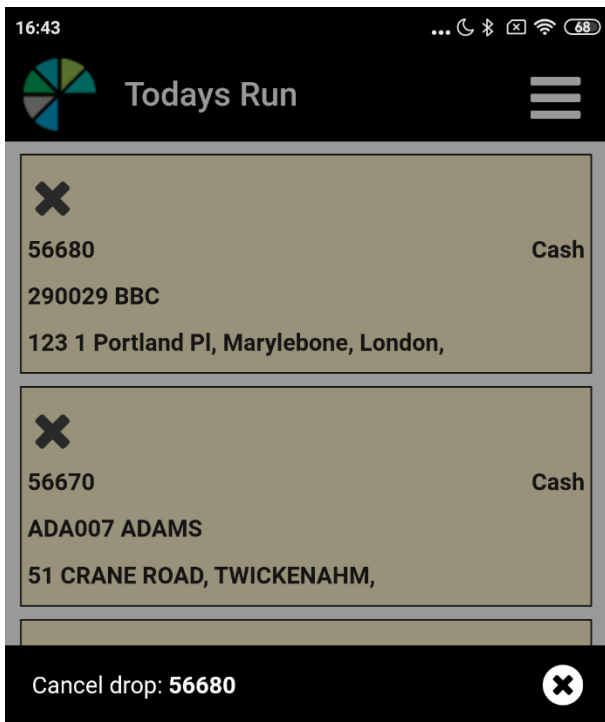 16:43
68
Todays Run
56680 Cash
290029 BBC
123 1 Portland Pl, Marylebone, London,
56670 Cash
ADA007 ADAMS
51 CRANE ROAD, TWICKENAHM,
Cancel drop: 56680